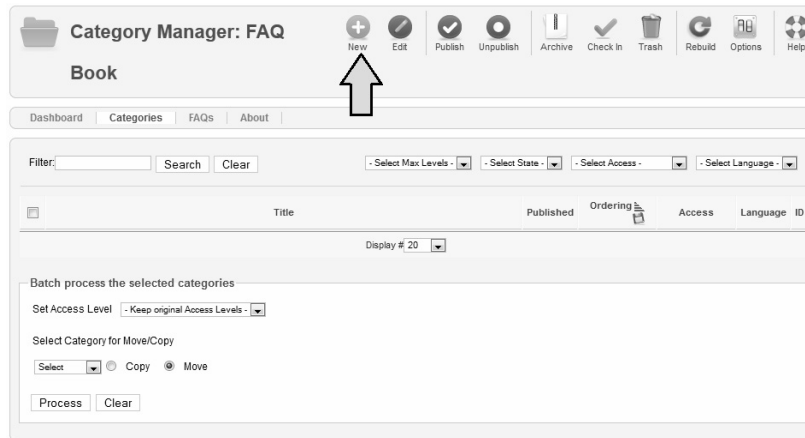 Category Manager: FAQ
Book
New Edit Publish Unpublish Archive Check In Trash Rebuild Options Help
Dashboard Categories FAQs About
Filter: Search Clear - Select Max Levels - - Select State - - Select Access - - Select Language -
Title Published Ordering Access Language ID
Display # 20
Batch process the selected categories
Set Access Level - Keep original Access Levels -
Select Category for Move/Copy
Select Copy Move
Process Clear